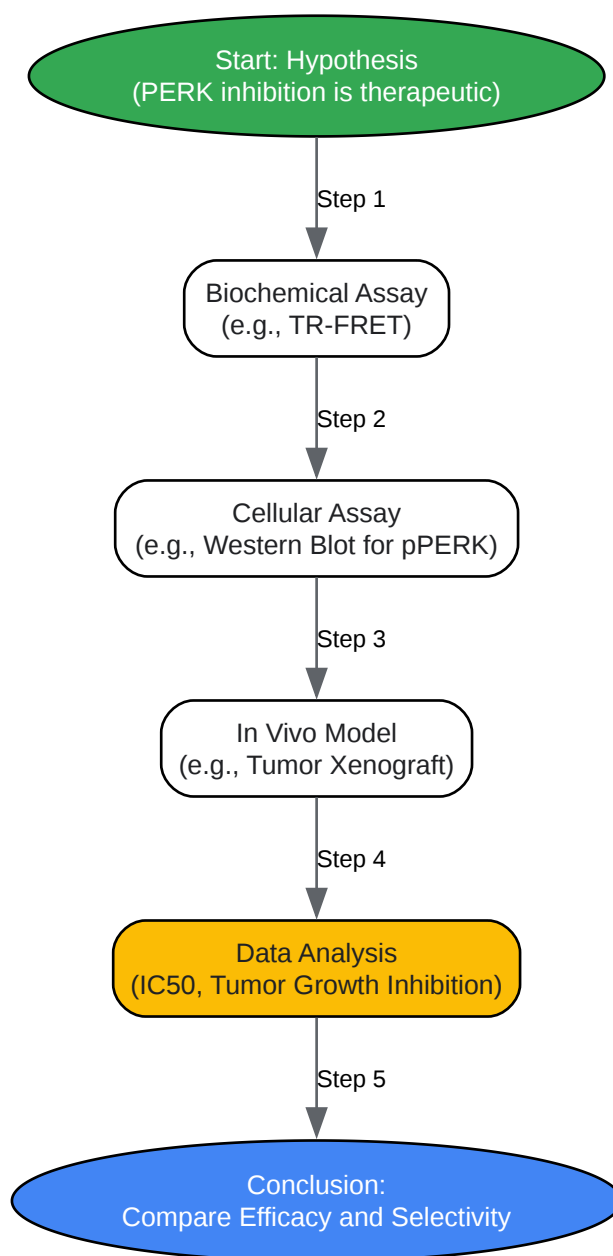 Start: Hypothesis
(PERK inhibition is therapeutic)
Step 1
Biochemical Assay
(e.g., TR-FRET)
Step 2
Cellular Assay
(e.g., Western Blot for pPERK)
Step 3
In Vivo Model
(e.g., Tumor Xenograft)
Step 4
Data Analysis
(IC50, Tumor Growth Inhibition)
Step 5
Conclusion:
Compare Efficacy and Selectivity